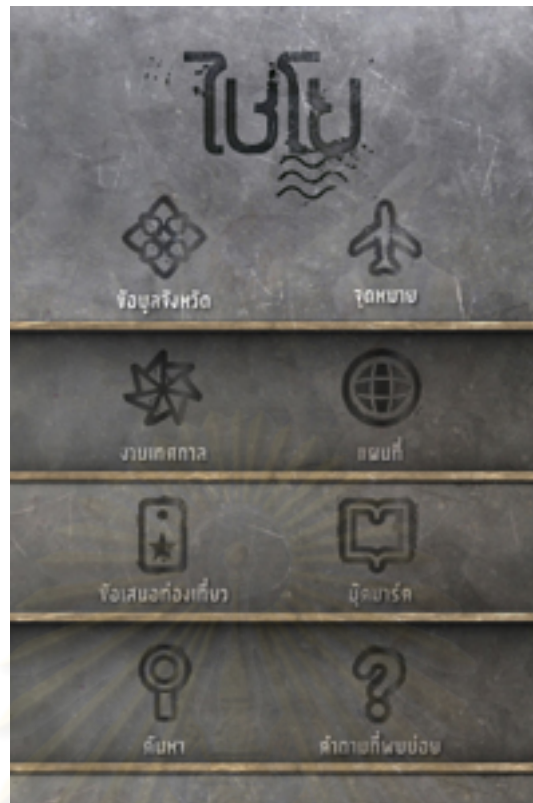 ไชโย
ข้อมูลจังหวัด
จุดหมาย
งานเทศกาล
แผนที่
ข้อเสนอท่องเที่ยว
บุ๊คมาร์ค
ค้นหา
คำถามที่พบบ่อย